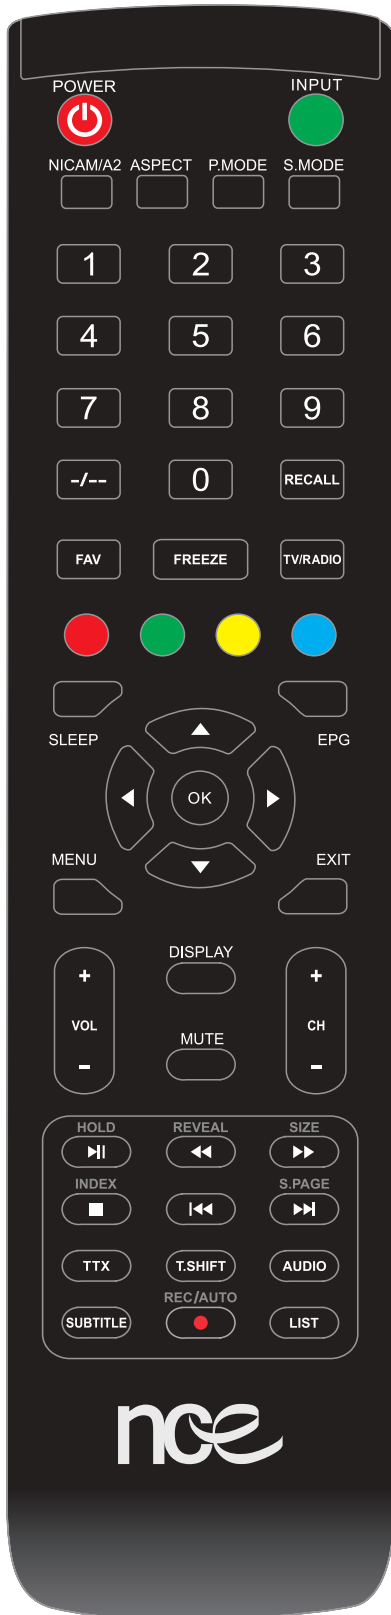 POWER INPUT
NICAM/A2 ASPECT P.MODE S.MODE
1 2 3
4 5 6
7 8 9
-/-- 0 RECALL
FAV FREEZE TV/RADIO
SLEEP EPG
OK
MENU EXIT
DISPLAY
+ +
VOL CH
MUTE
- -
HOLD REVEAL SIZE
INDEX S.PAGE
TTX T.SHIFT AUDIO
REC/AUTO
SUBTITLE LIST
nce